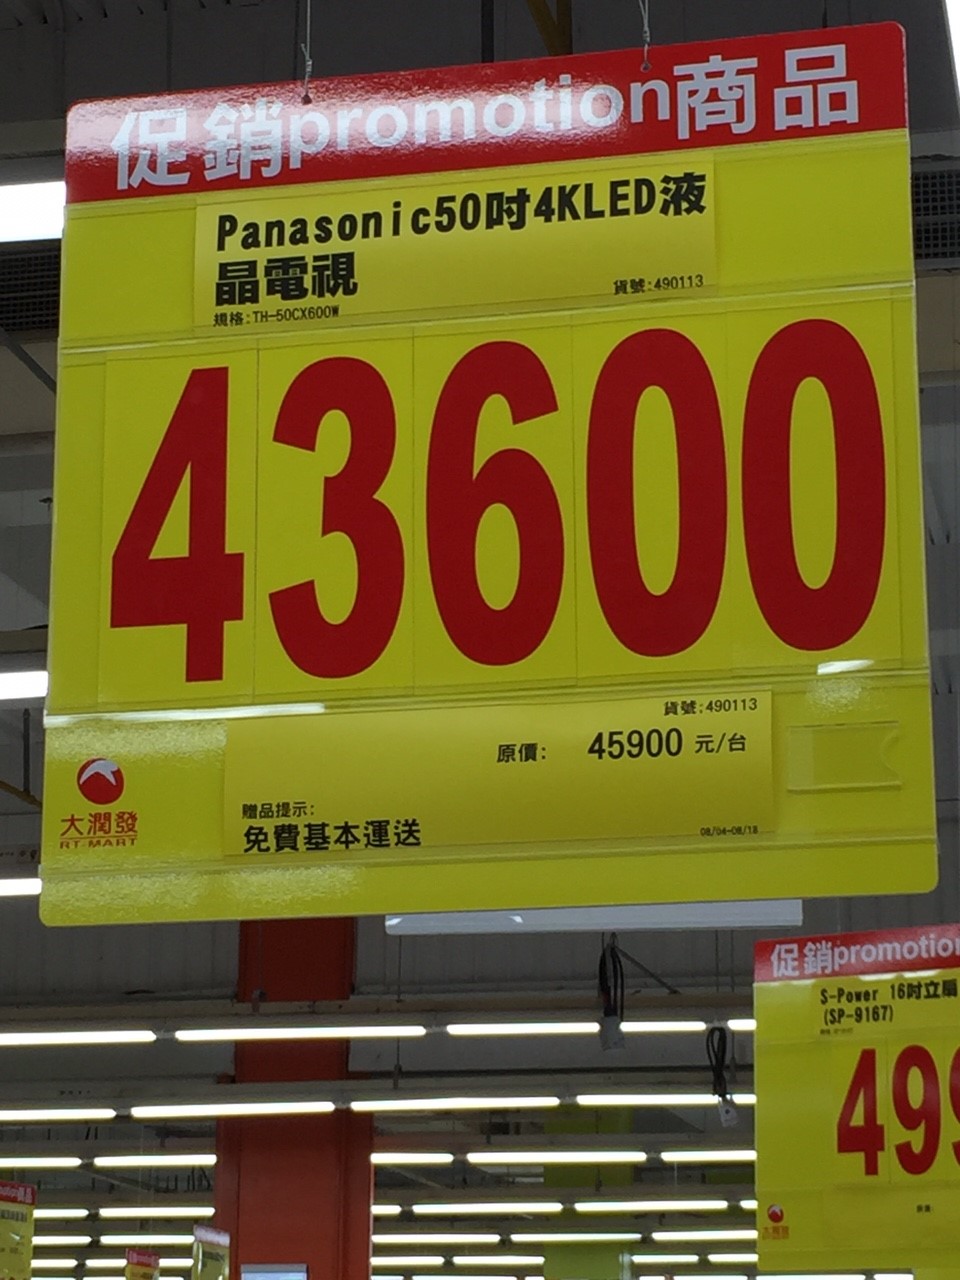 促銷promotion商品
Panasonic50吋4KLED液
晶電視
貨號:490113
規格:TH-50CX600W
43600
貨號:490113
原價: 45900 元/台
贈品提示:
免費基本運送
08/04-08/18
大潤發
RT-MART
促銷promotion
S-Power 16吋立扇
(SP-9167)
499